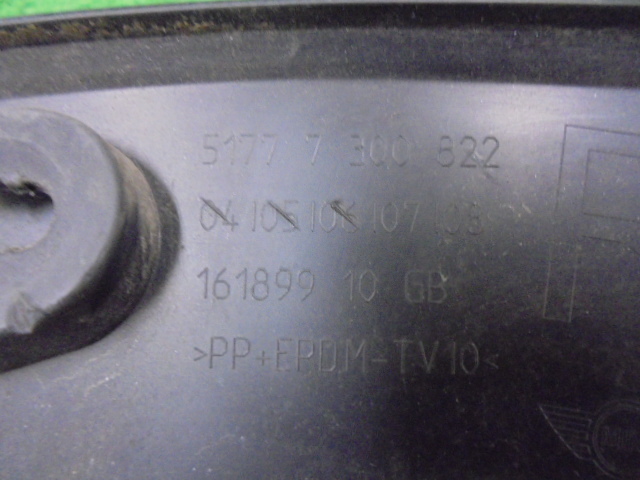 5177 7 300 822
04|05|06|07|08
161899 10 GB
>PP+EPDM-TV10<